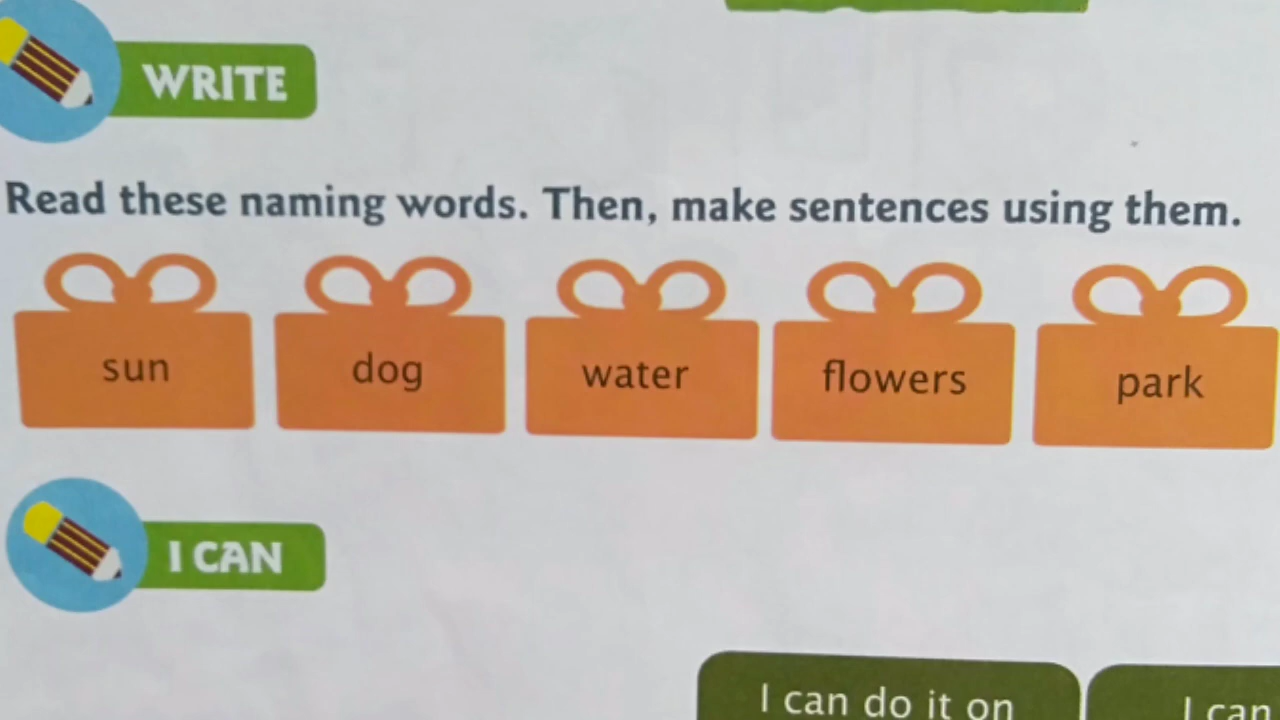 WRITE
Read these naming words. Then, make sentences using them.
sun dog water flowers park
I CAN
I can do it on
I can